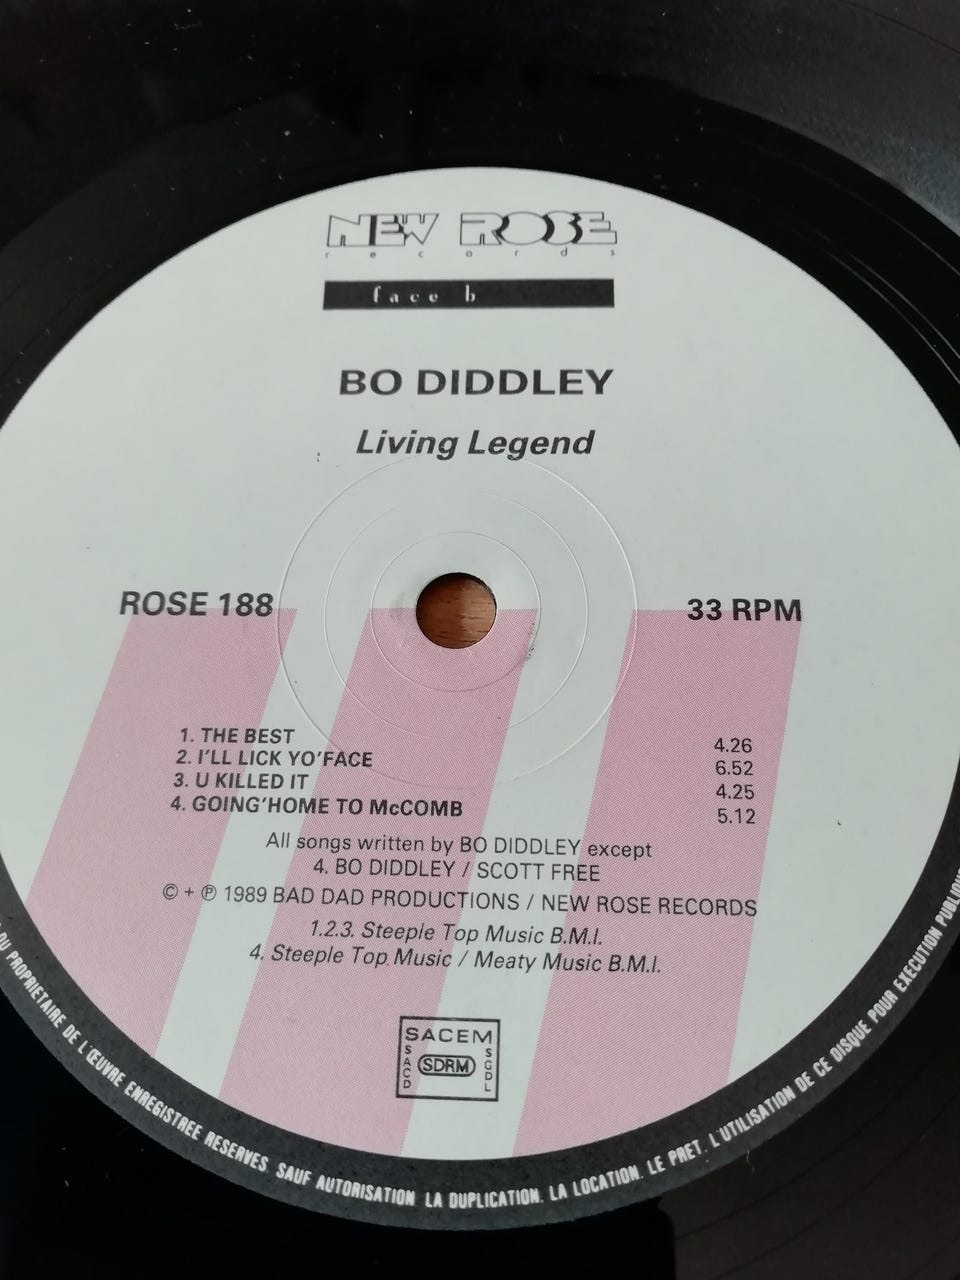 NEW ROSE
records
face b
BO DIDDLEY
Living Legend
ROSE 188
33 RPM
1. THE BEST 4.26
2. I'LL LICK YO'FACE 6.52
3. U KILLED IT 4.25
4. GOING'HOME TO McCOMB 5.12
All songs written by BO DIDDLEY except
4. BO DIDDLEY / SCOTT FREE
© + ℗ 1989 BAD DAD PRODUCTIONS / NEW ROSE RECORDS
1.2.3. Steeple Top Music B.M.I.
4. Steeple Top Music / Meaty Music B.M.I.
SACEM
SACD
SDRM
SGDL
DU PROPRIETAIRE DE L'ŒUVRE ENREGISTREE RESERVES. SAUF AUTORISATION LA DUPLICATION. LA LOCATION. LE PRET. L'UTILISATION DE CE DISQUE POUR EXECUTION